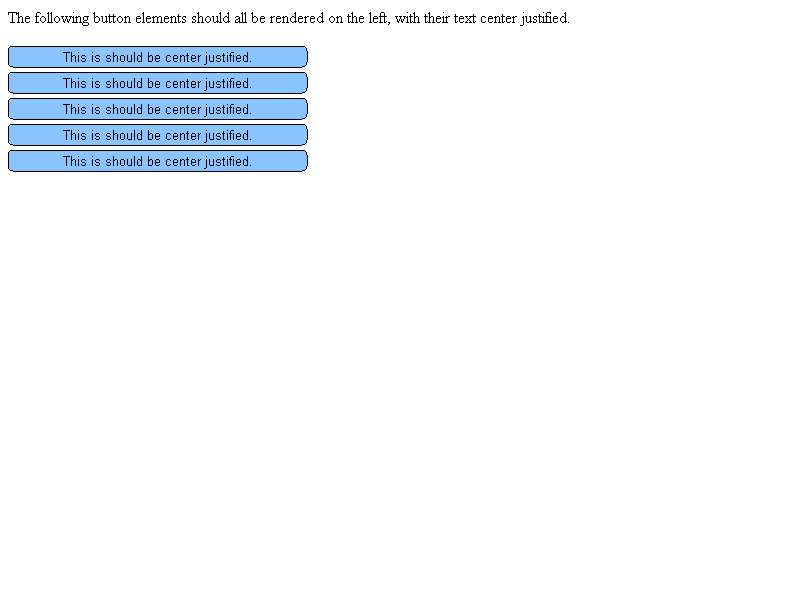 The following button elements should all be rendered on the left, with their text center justified.
This is should be center justified.
This is should be center justified.
This is should be center justified.
This is should be center justified.
This is should be center justified.